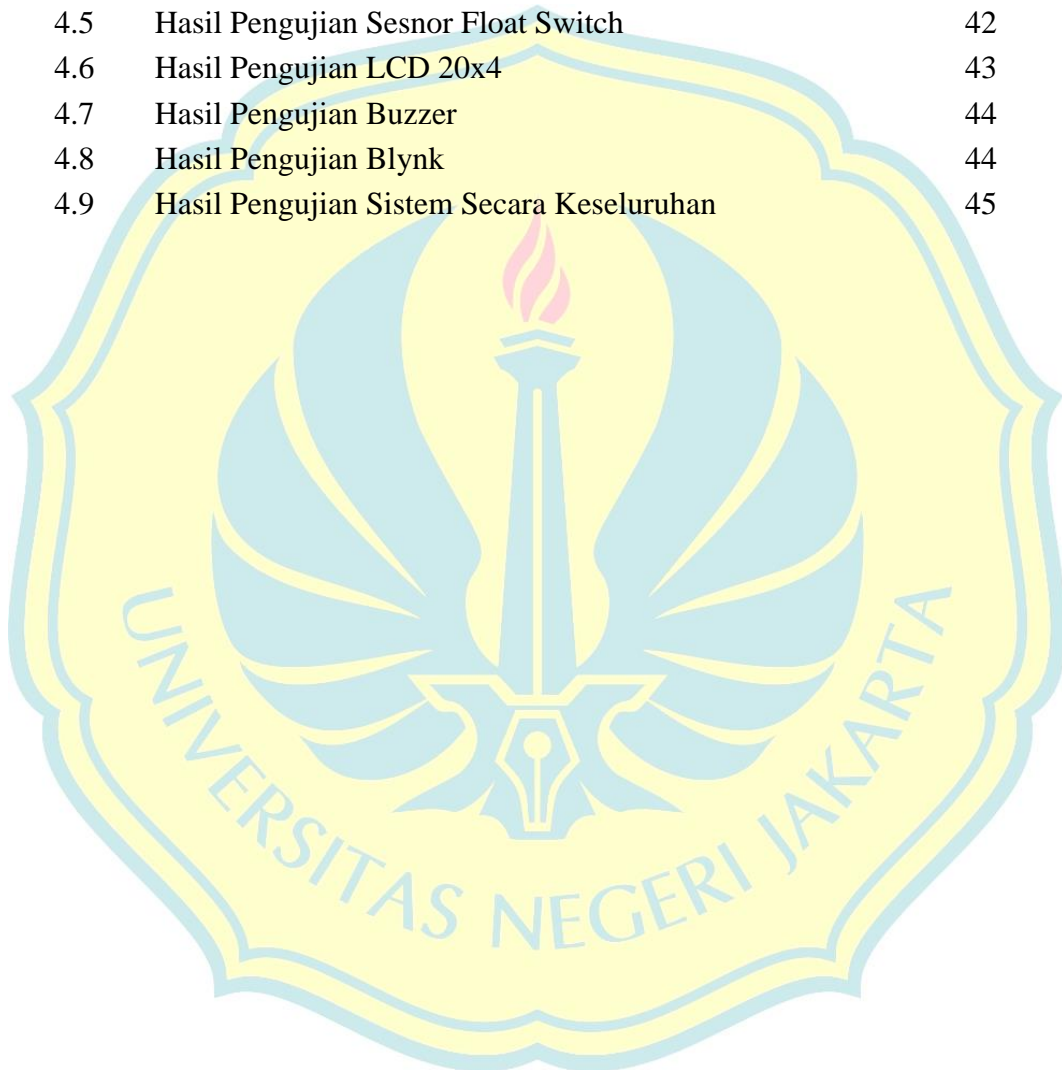 4.5 Hasil Pengujian Sesnor Float Switch 42
4.6 Hasil Pengujian LCD 20x4 43
4.7 Hasil Pengujian Buzzer 44
4.8 Hasil Pengujian Blynk 44
4.9 Hasil Pengujian Sistem Secara Keseluruhan 45
UNIVERSITAS NEGERI JAKARTA